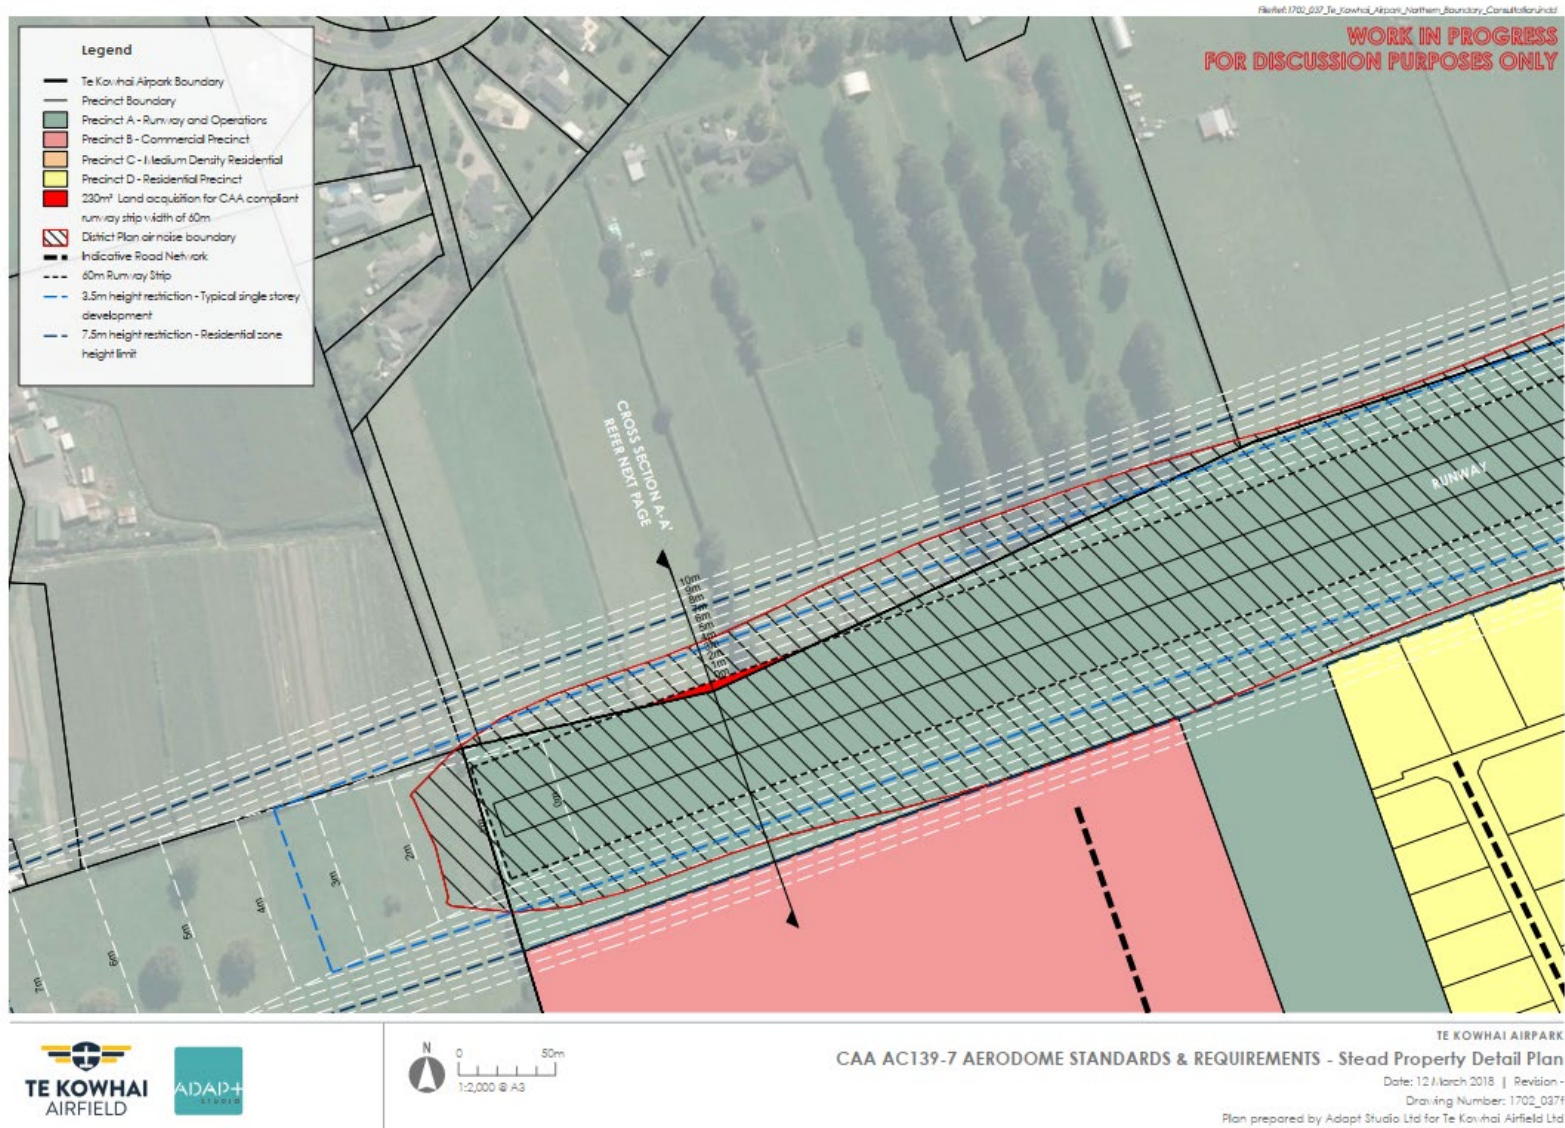 FileRef: 1702_037_Te_Kowhai_Airpark_Northern_Boundary_Consultation.indd
WORK IN PROGRESS
FOR DISCUSSION PURPOSES ONLY
Legend
Te Kowhai Airpark Boundary
Precinct Boundary
Precinct A - Runway and Operations
Precinct B - Commercial Precinct
Precinct C - Medium Density Residential
Precinct D - Residential Precinct
230m² Land acquisition for CAA compliant
runway strip width of 60m
District Plan air noise boundary
Indicative Road Network
60m Runway Strip
3.5m height restriction - Typical single storey
development
7.5m height restriction - Residential zone
height limit
CROSS SECTION A-A'
REFER NEXT PAGE
RUNWAY
10m
9m
8m
7m
6m
5m
4m
3m
2m
1m
0m
0m
2m
3m
4m
5m
6m
7m
TE KOWHAI
AIRFIELD
ADAPT
STUDIO
N
0 50m
1:2,000 @ A3
TE KOWHAI AIRPARK
CAA AC139-7 AERODOME STANDARDS & REQUIREMENTS - Stead Property Detail Plan
Date: 12 March 2018 | Revision -
Drawing Number: 1702_037f
Plan prepared by Adapt Studio Ltd for Te Kowhai Airfield Ltd